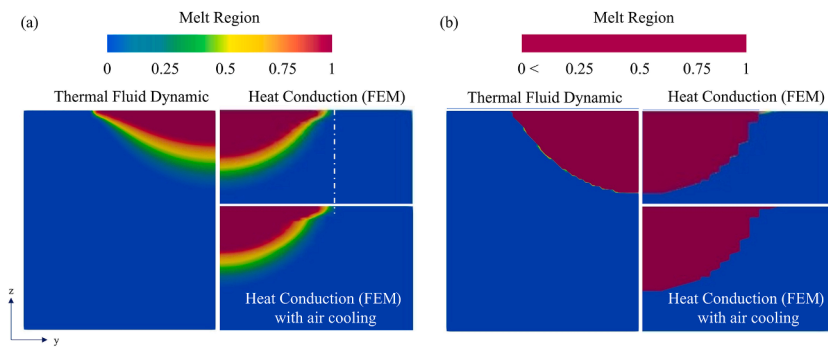 (a)
Melt Region
0 0.25 0.5 0.75 1
Thermal Fluid Dynamic
Heat Conduction (FEM)
Heat Conduction (FEM)
with air cooling
z
y
(b)
Melt Region
0 < 0.25 0.5 0.75 1
Thermal Fluid Dynamic
Heat Conduction (FEM)
Heat Conduction (FEM)
with air cooling